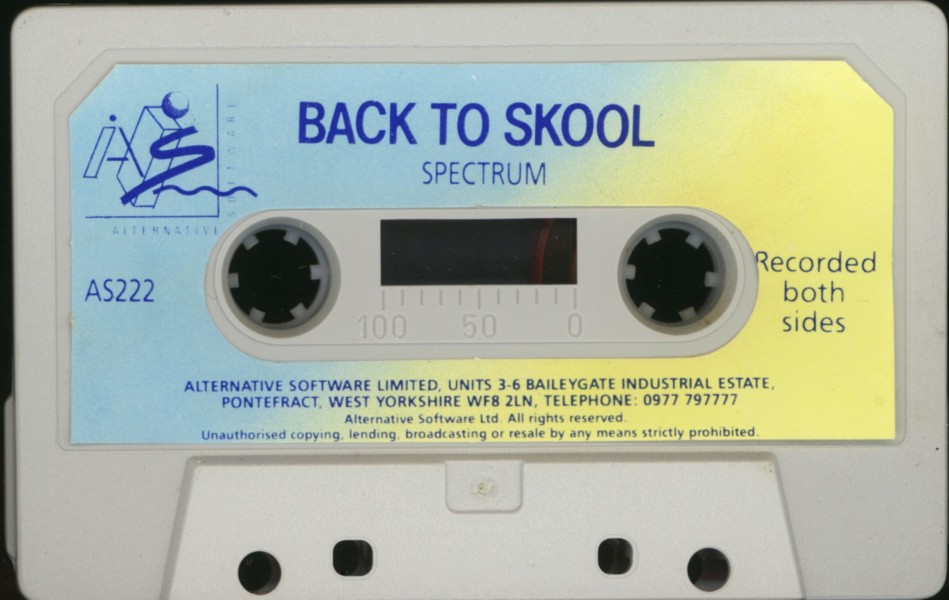 BACK TO SKOOL
SPECTRUM
SOFTWARE
ALTERNATIVE
AS222
Recorded
both
sides
100 50 0
ALTERNATIVE SOFTWARE LIMITED, UNITS 3-6 BAILEYGATE INDUSTRIAL ESTATE,
PONTEFRACT, WEST YORKSHIRE WF8 2LN, TELEPHONE: 0977 797777
Alternative Software Ltd. All rights reserved.
Unauthorised copying, lending, broadcasting or resale by any means strictly prohibited.